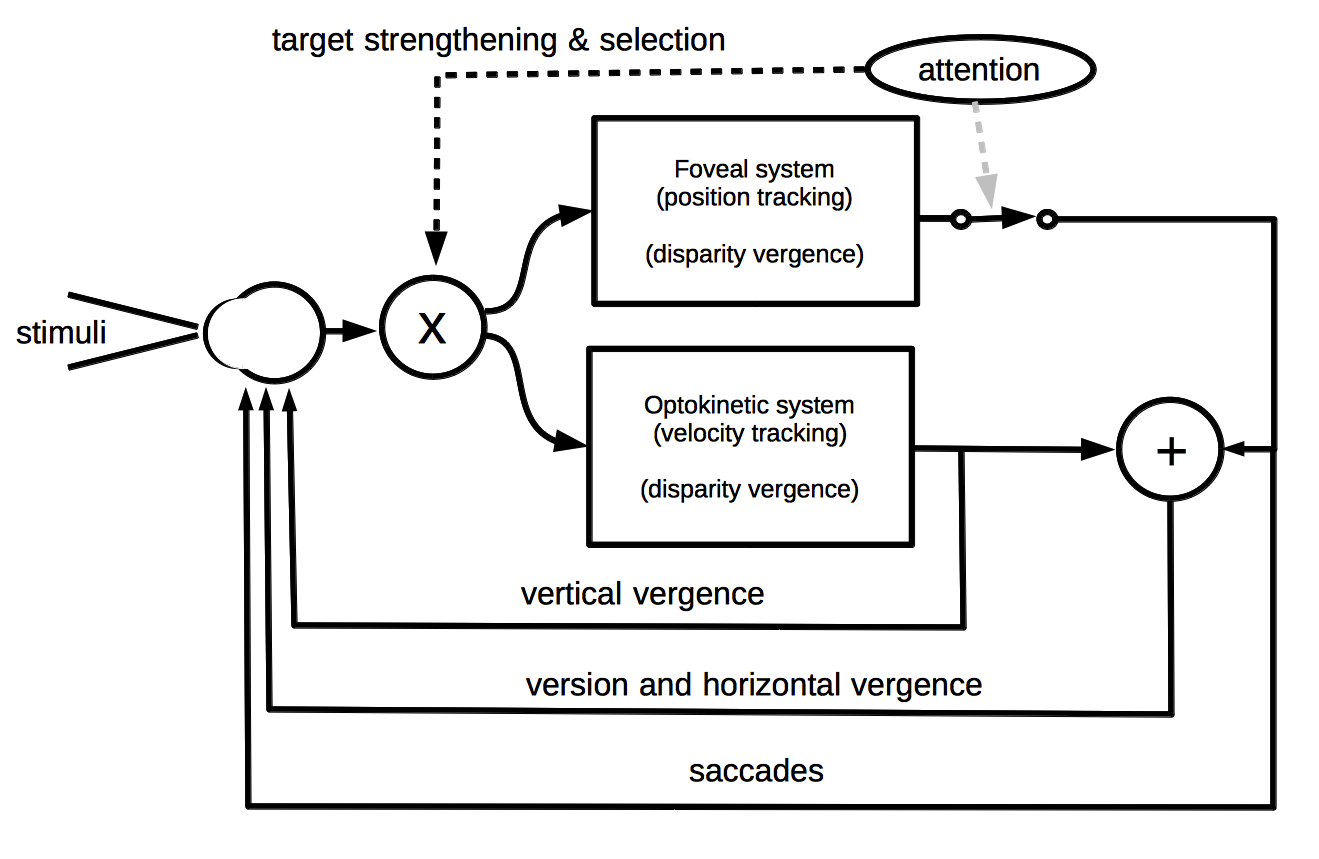 target strengthening & selection
attention
Foveal system
(position tracking)
(disparity vergence)
stimuli
X
Optokinetic system
(velocity tracking)
(disparity vergence)
+
vertical vergence
version and horizontal vergence
saccades